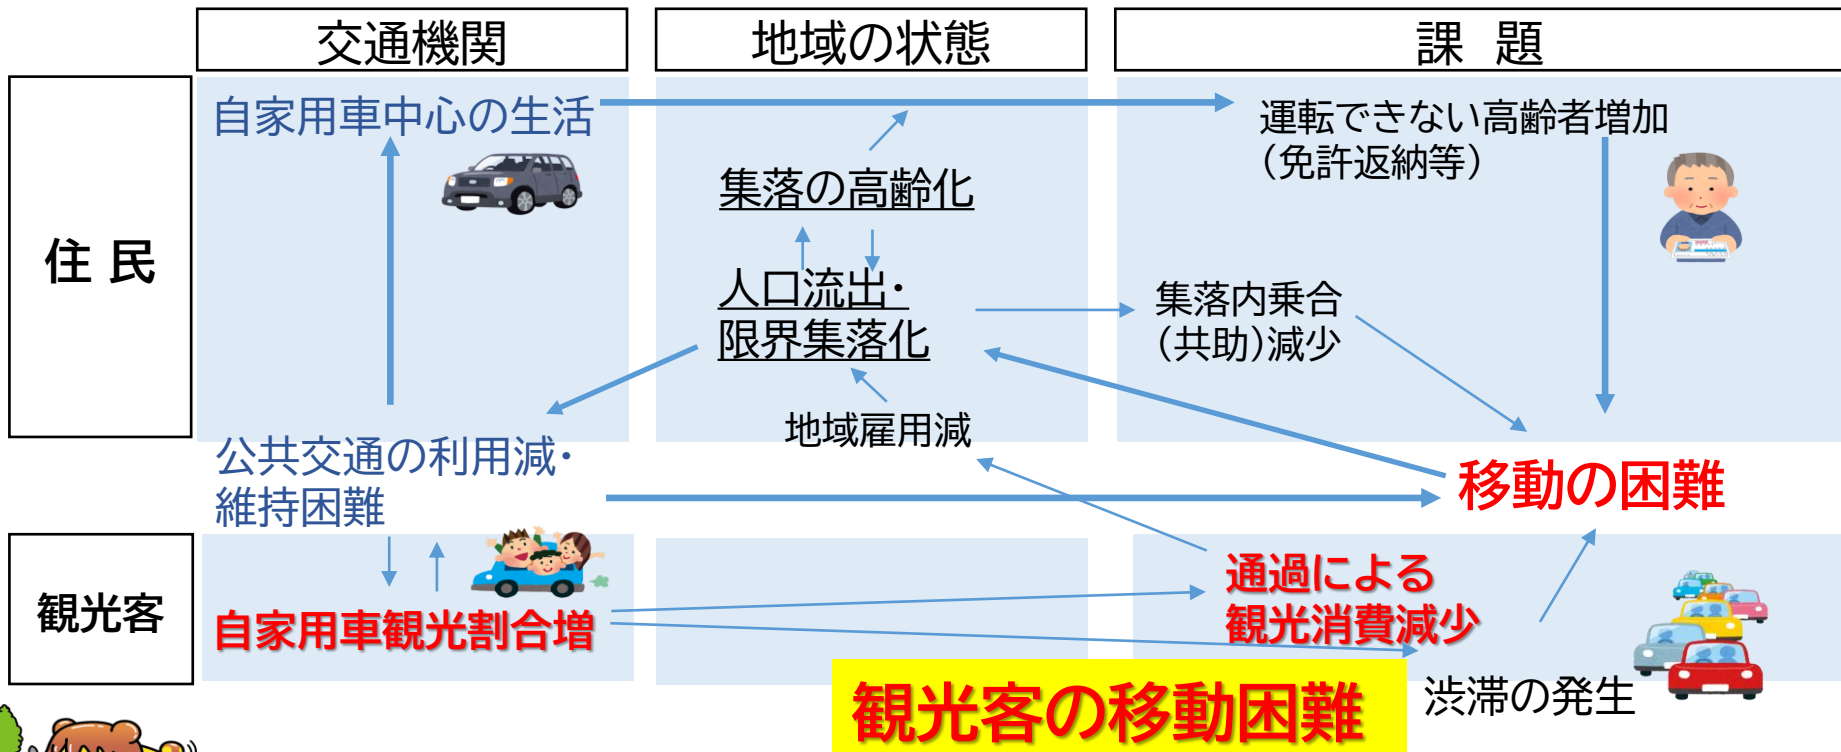 交通機関
地域の状態
課 題
住 民
自家用車中心の生活
集落の高齢化
人口流出・
限界集落化
地域雇用減
運転できない高齢者増加
（免許返納等）
集落内乗合
（共助）減少
公共交通の利用減・
維持困難
移動の困難
観光客
自家用車観光割合増
通過による
観光消費減少
渋滞の発生
観光客の移動困難